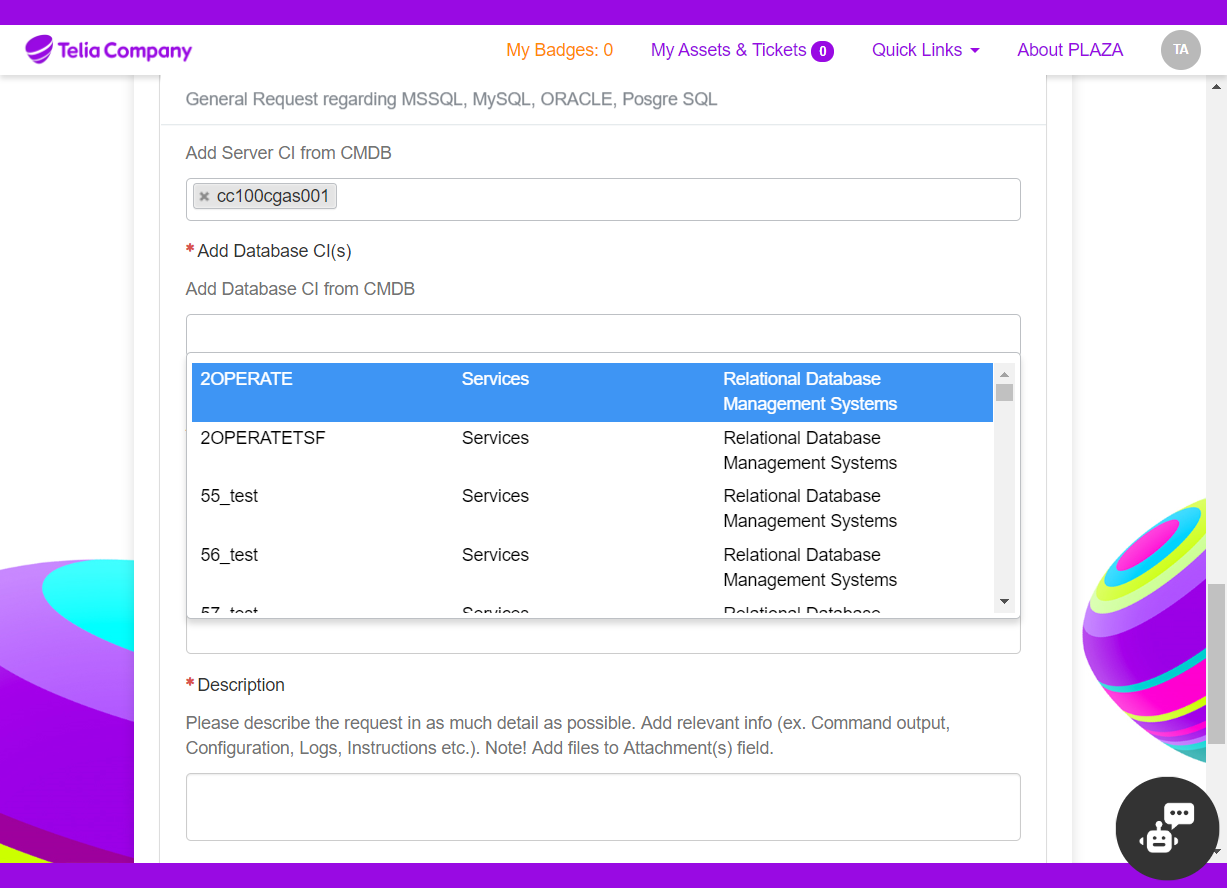 Telia Company
My Badges: 0
My Assets & Tickets 0
Quick Links
About PLAZA
TA
General Request regarding MSSQL, MySQL, ORACLE, Posgre SQL
Add Server CI from CMDB
× cc100cgas001
* Add Database CI(s)
Add Database CI from CMDB
2OPERATE Services Relational Database
Management Systems
2OPERATETSF Services Relational Database
Management Systems
55_test Services Relational Database
Management Systems
56_test Services Relational Database
Management Systems
57_test Services Relational Database
* Description
Please describe the request in as much detail as possible. Add relevant info (ex. Command output,
Configuration, Logs, Instructions etc.). Note! Add files to Attachment(s) field.